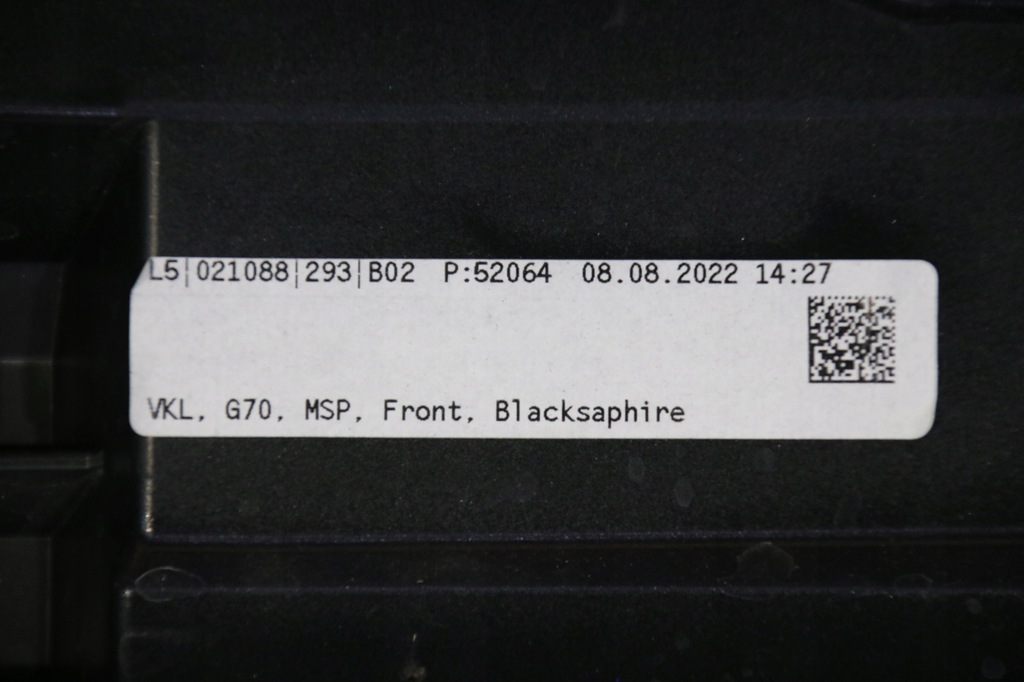 L5|021088|293|B02 P:52064 08.08.2022 14:27
VKL, G70, MSP, Front, Blacksaphire